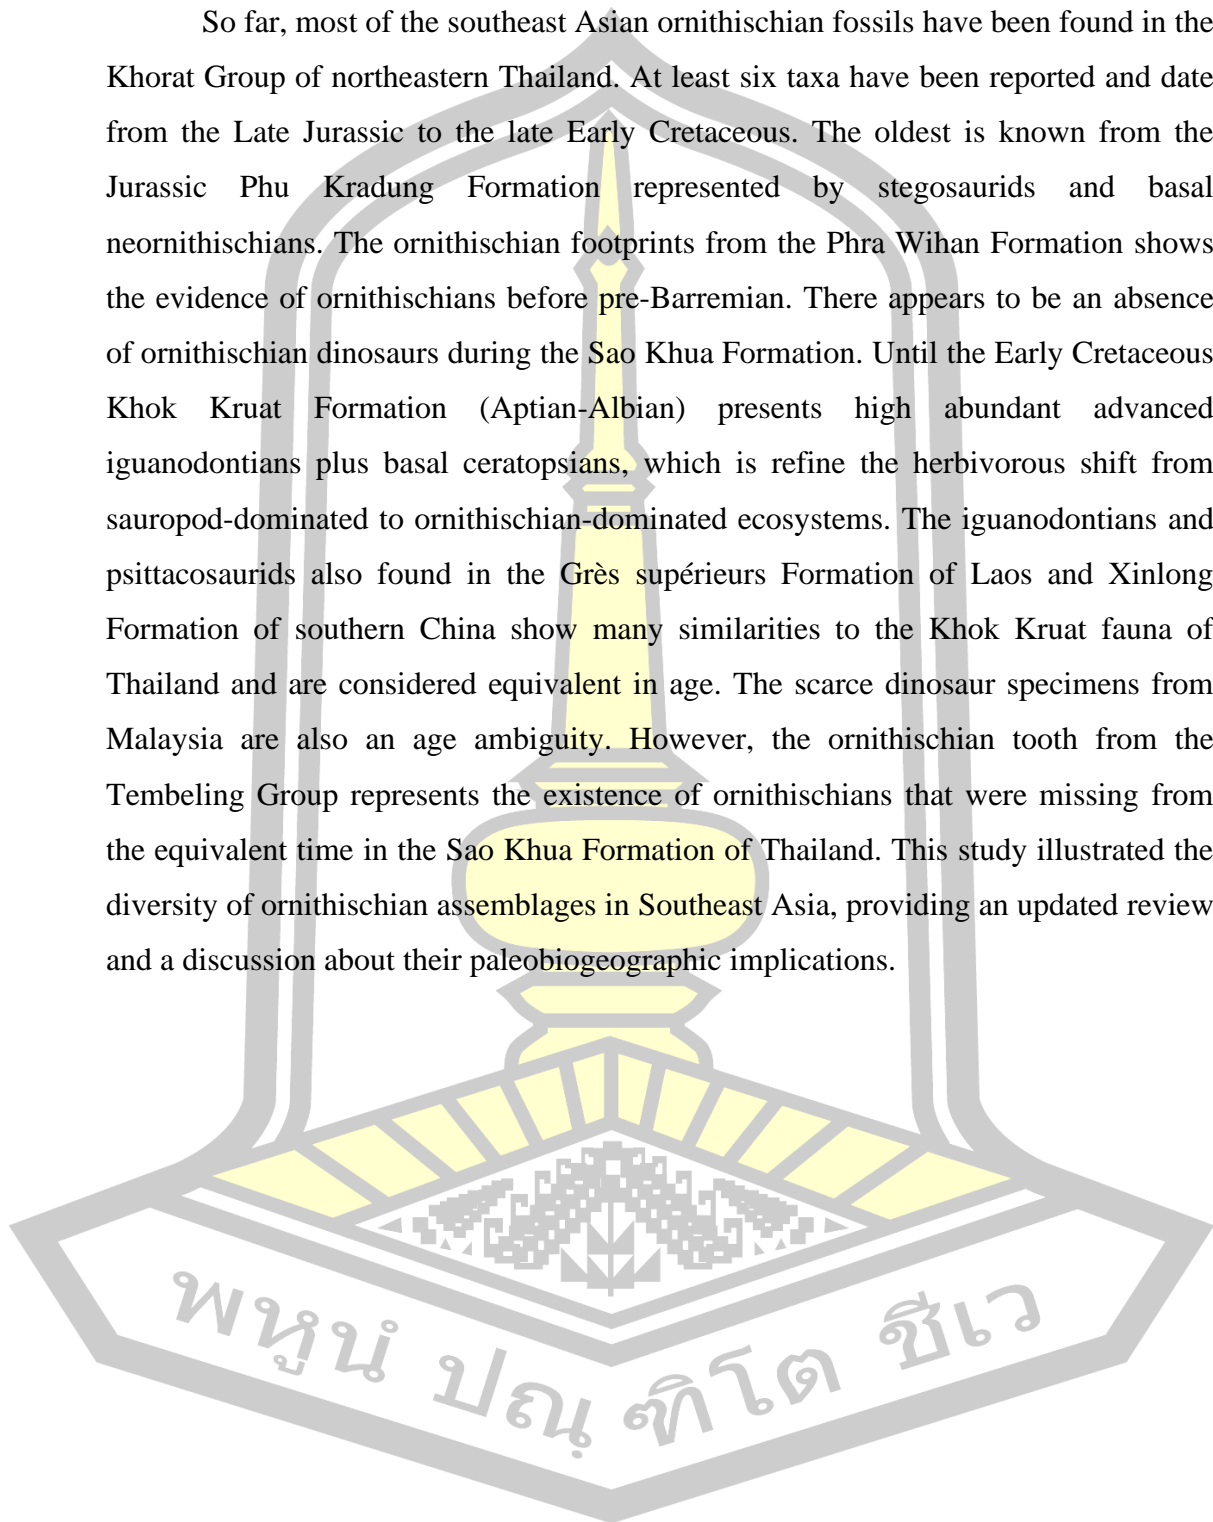 So far, most of the southeast Asian ornithischian fossils have been found in the
Khorat Group of northeastern Thailand. At least six taxa have been reported and date
from the Late Jurassic to the late Early Cretaceous. The oldest is known from the
Jurassic Phu Kradung Formation represented by stegosaurids and basal
neornithischians. The ornithischian footprints from the Phra Wihan Formation shows
the evidence of ornithischians before pre-Barremian. There appears to be an absence
of ornithischian dinosaurs during the Sao Khua Formation. Until the Early Cretaceous
Khok Kruat Formation (Aptian-Albian) presents high abundant advanced
iguanodontians plus basal ceratopsians, which is refine the herbivorous shift from
sauropod-dominated to ornithischian-dominated ecosystems. The iguanodontians and
psittacosaurids also found in the Grès supérieurs Formation of Laos and Xinlong
Formation of southern China show many similarities to the Khok Kruat fauna of
Thailand and are considered equivalent in age. The scarce dinosaur specimens from
Malaysia are also an age ambiguity. However, the ornithischian tooth from the
Tembeling Group represents the existence of ornithischians that were missing from
the equivalent time in the Sao Khua Formation of Thailand. This study illustrated the
diversity of ornithischian assemblages in Southeast Asia, providing an updated review
and a discussion about their paleobiogeographic implications.
พหูนํ ปณฺฑิโต ชีเว